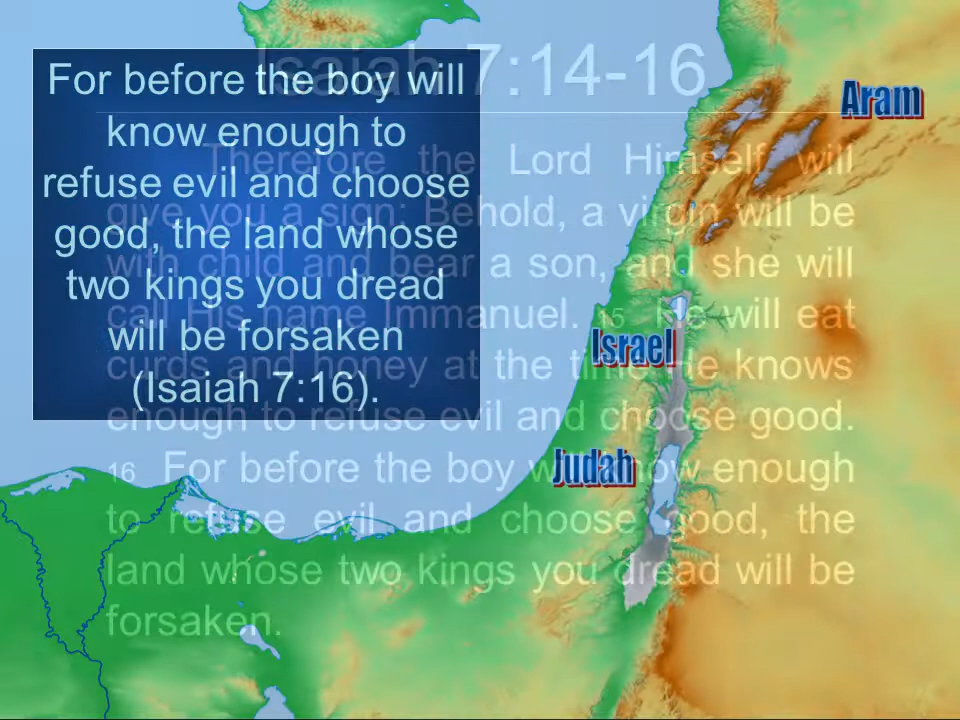 Isaiah 7:14-16
Therefore the Lord Himself will
give you a sign: Behold, a virgin will be
with child and bear a son, and she will
call His name Immanuel. 15 He will eat
curds and honey at the time He knows
enough to refuse evil and choose good.
16 For before the boy will know enough
to refuse evil and choose good, the
land whose two kings you dread will be
forsaken.
For before the boy will
know enough to
refuse evil and choose
good, the land whose
two kings you dread
will be forsaken
(Isaiah 7:16).
Aram
Israel
Judah